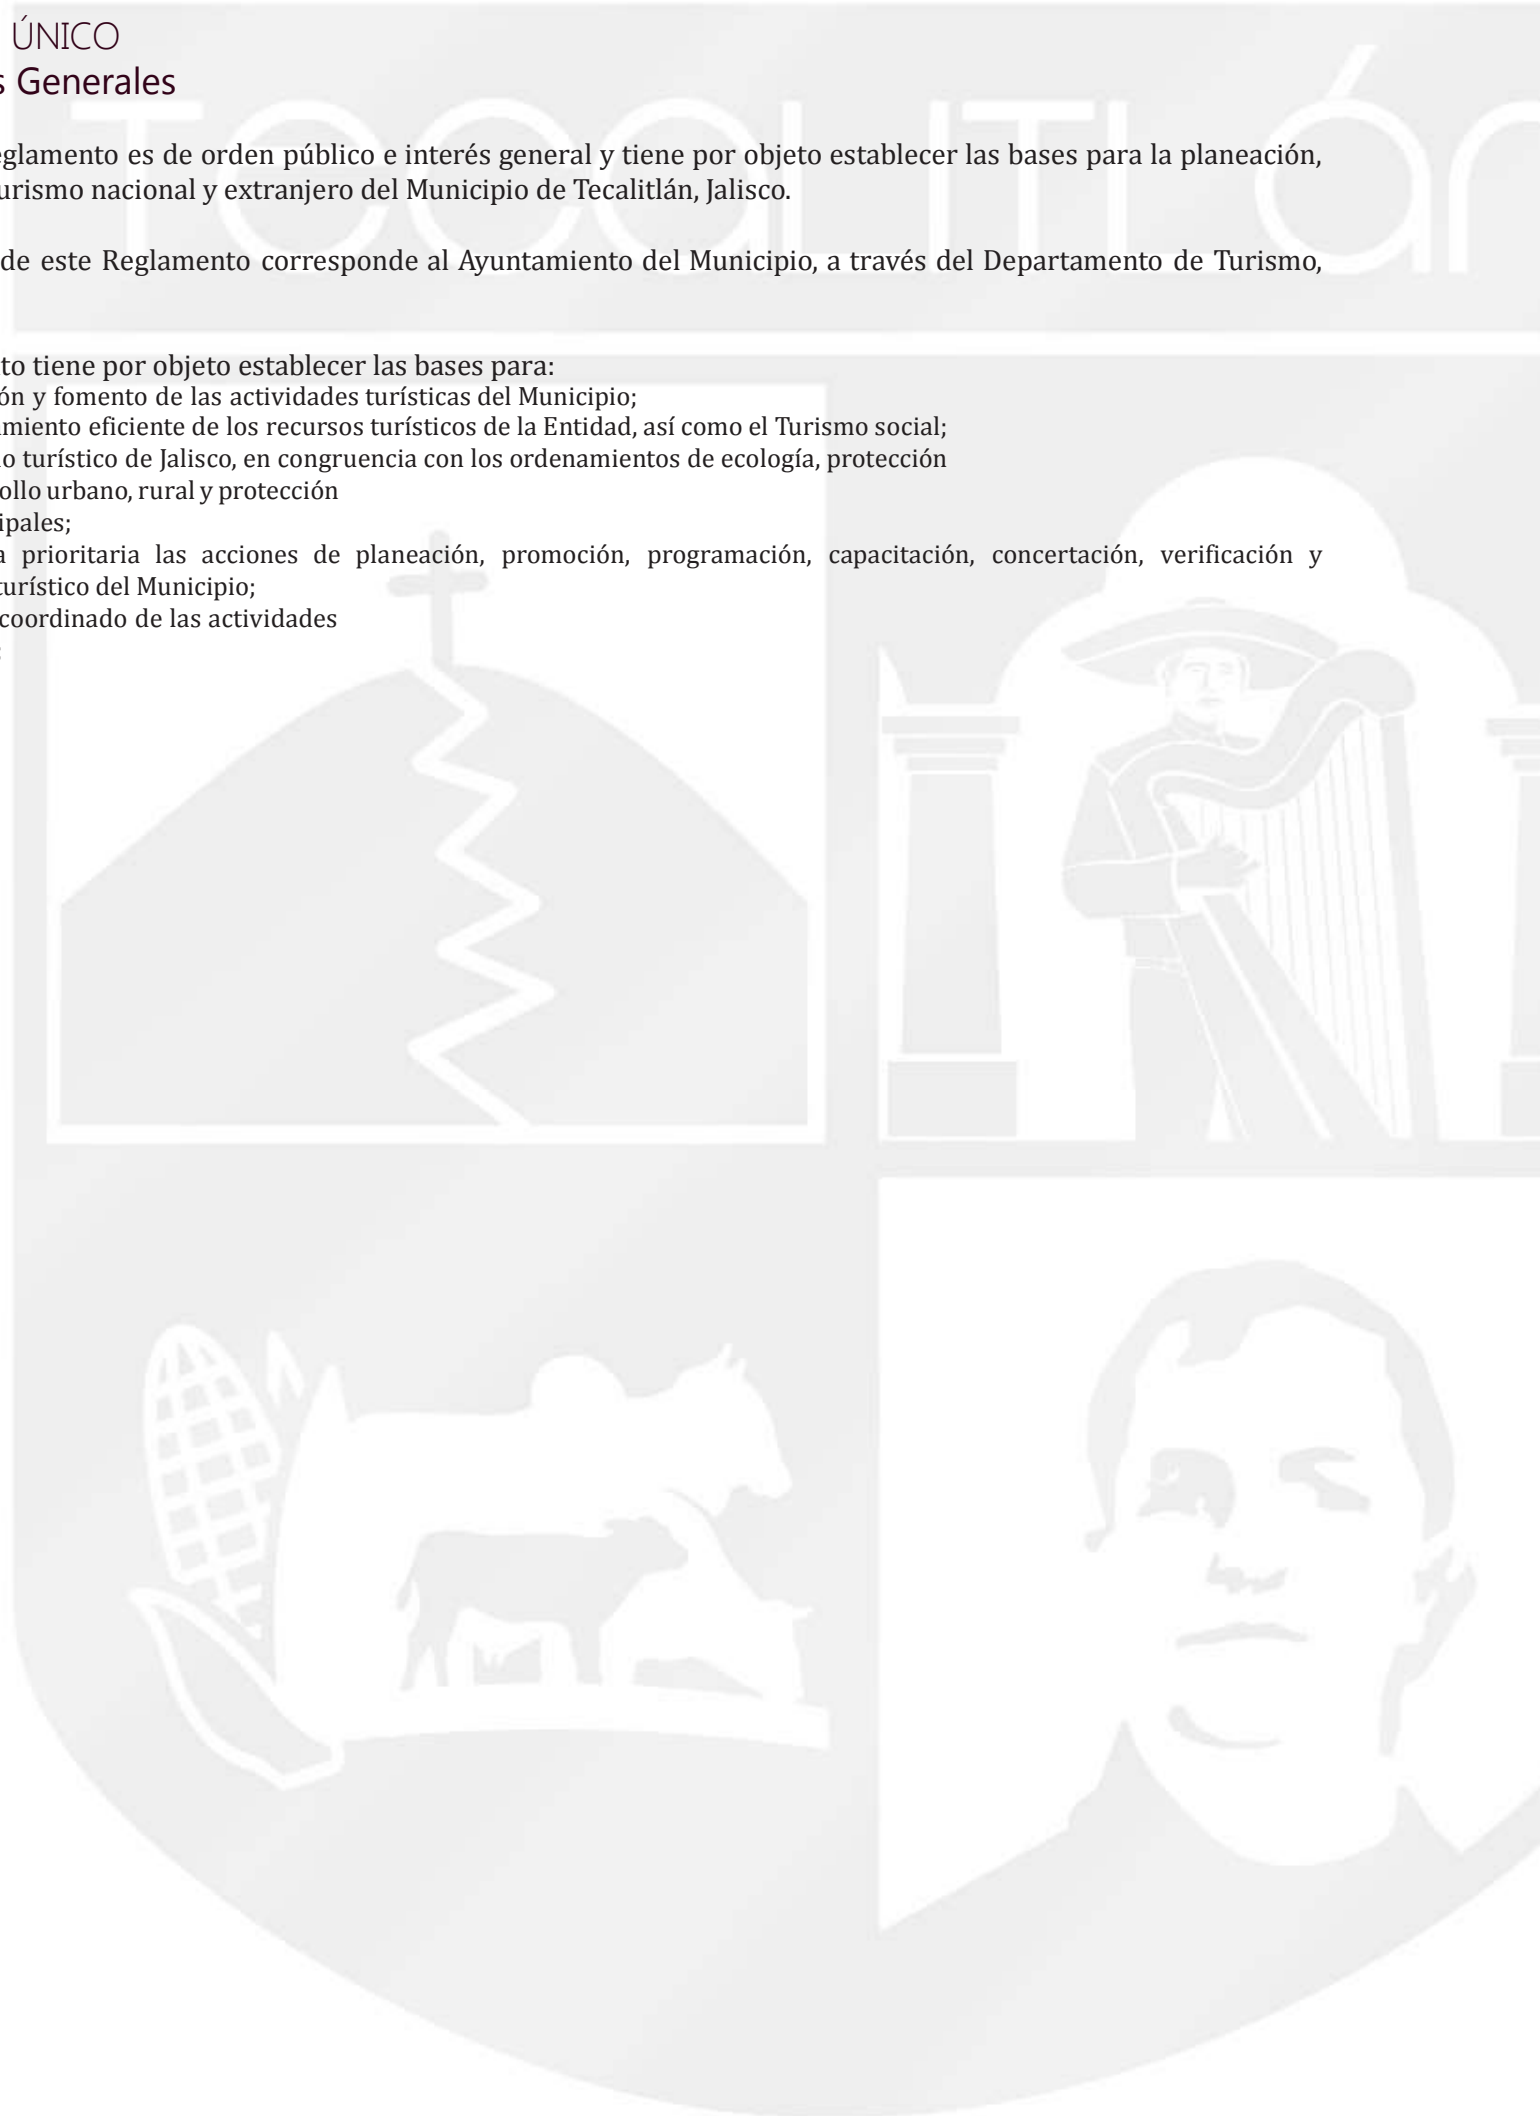 ÚNICO
s Generales
TECALITLán
eglamento es de orden público e interés general y tiene por objeto establecer las bases para la planeación,
urismo nacional y extranjero del Municipio de Tecalitlán, Jalisco.
de este Reglamento corresponde al Ayuntamiento del Municipio, a través del Departamento de Turismo,
to tiene por objeto establecer las bases para:
ón y fomento de las actividades turísticas del Municipio;
amiento eficiente de los recursos turísticos de la Entidad, así como el Turismo social;
lo turístico de Jalisco, en congruencia con los ordenamientos de ecología, protección
ollo urbano, rural y protección
ipales;
a prioritaria las acciones de planeación, promoción, programación, capacitación, concertación, verificación y
turístico del Municipio;
coordinado de las actividades
: